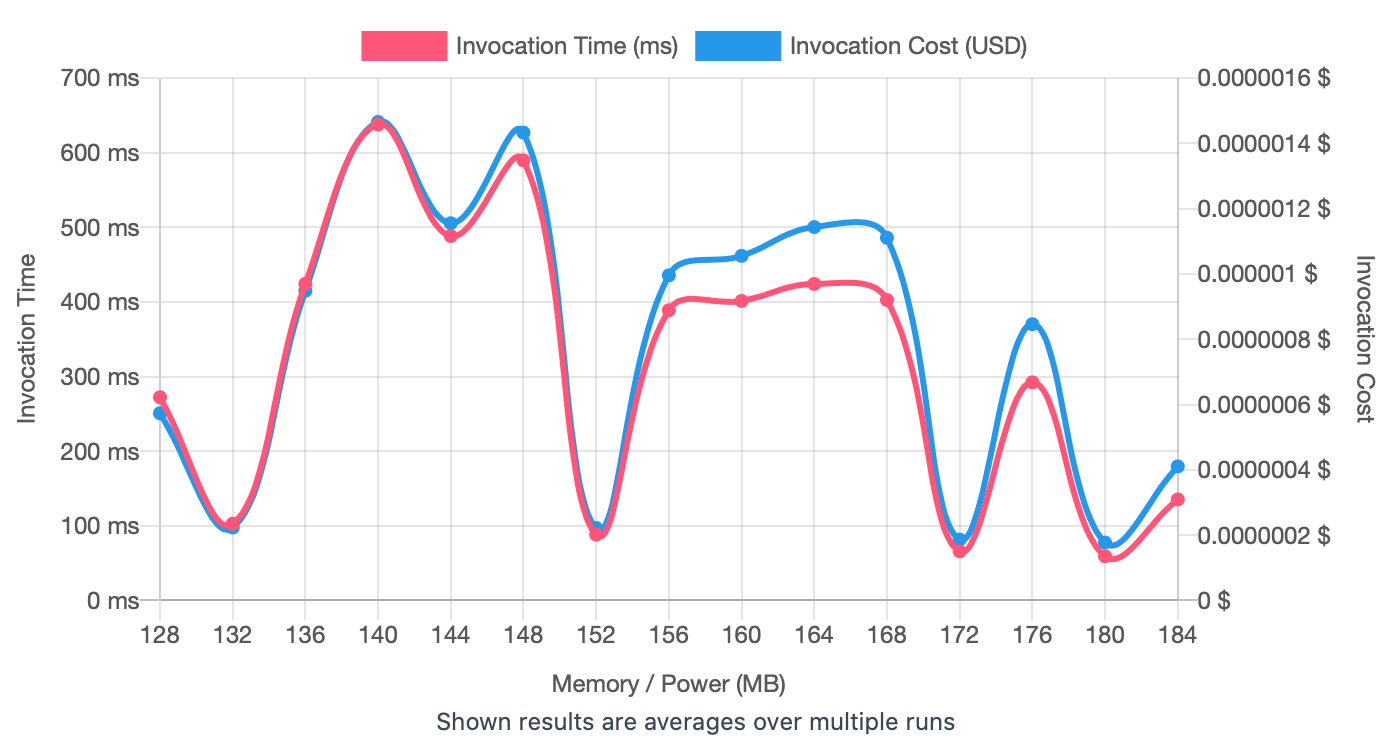 Invocation Time (ms) Invocation Cost (USD)
700 ms 0.0000016 $
600 ms 0.0000014 $
500 ms 0.0000012 $
400 ms 0.000001 $
300 ms 0.0000008 $
200 ms 0.0000006 $
100 ms 0.0000004 $
0 ms 0.0000002 $
0 $
Invocation Time
Invocation Cost
128 132 136 140 144 148 152 156 160 164 168 172 176 180 184
Memory / Power (MB)
Shown results are averages over multiple runs